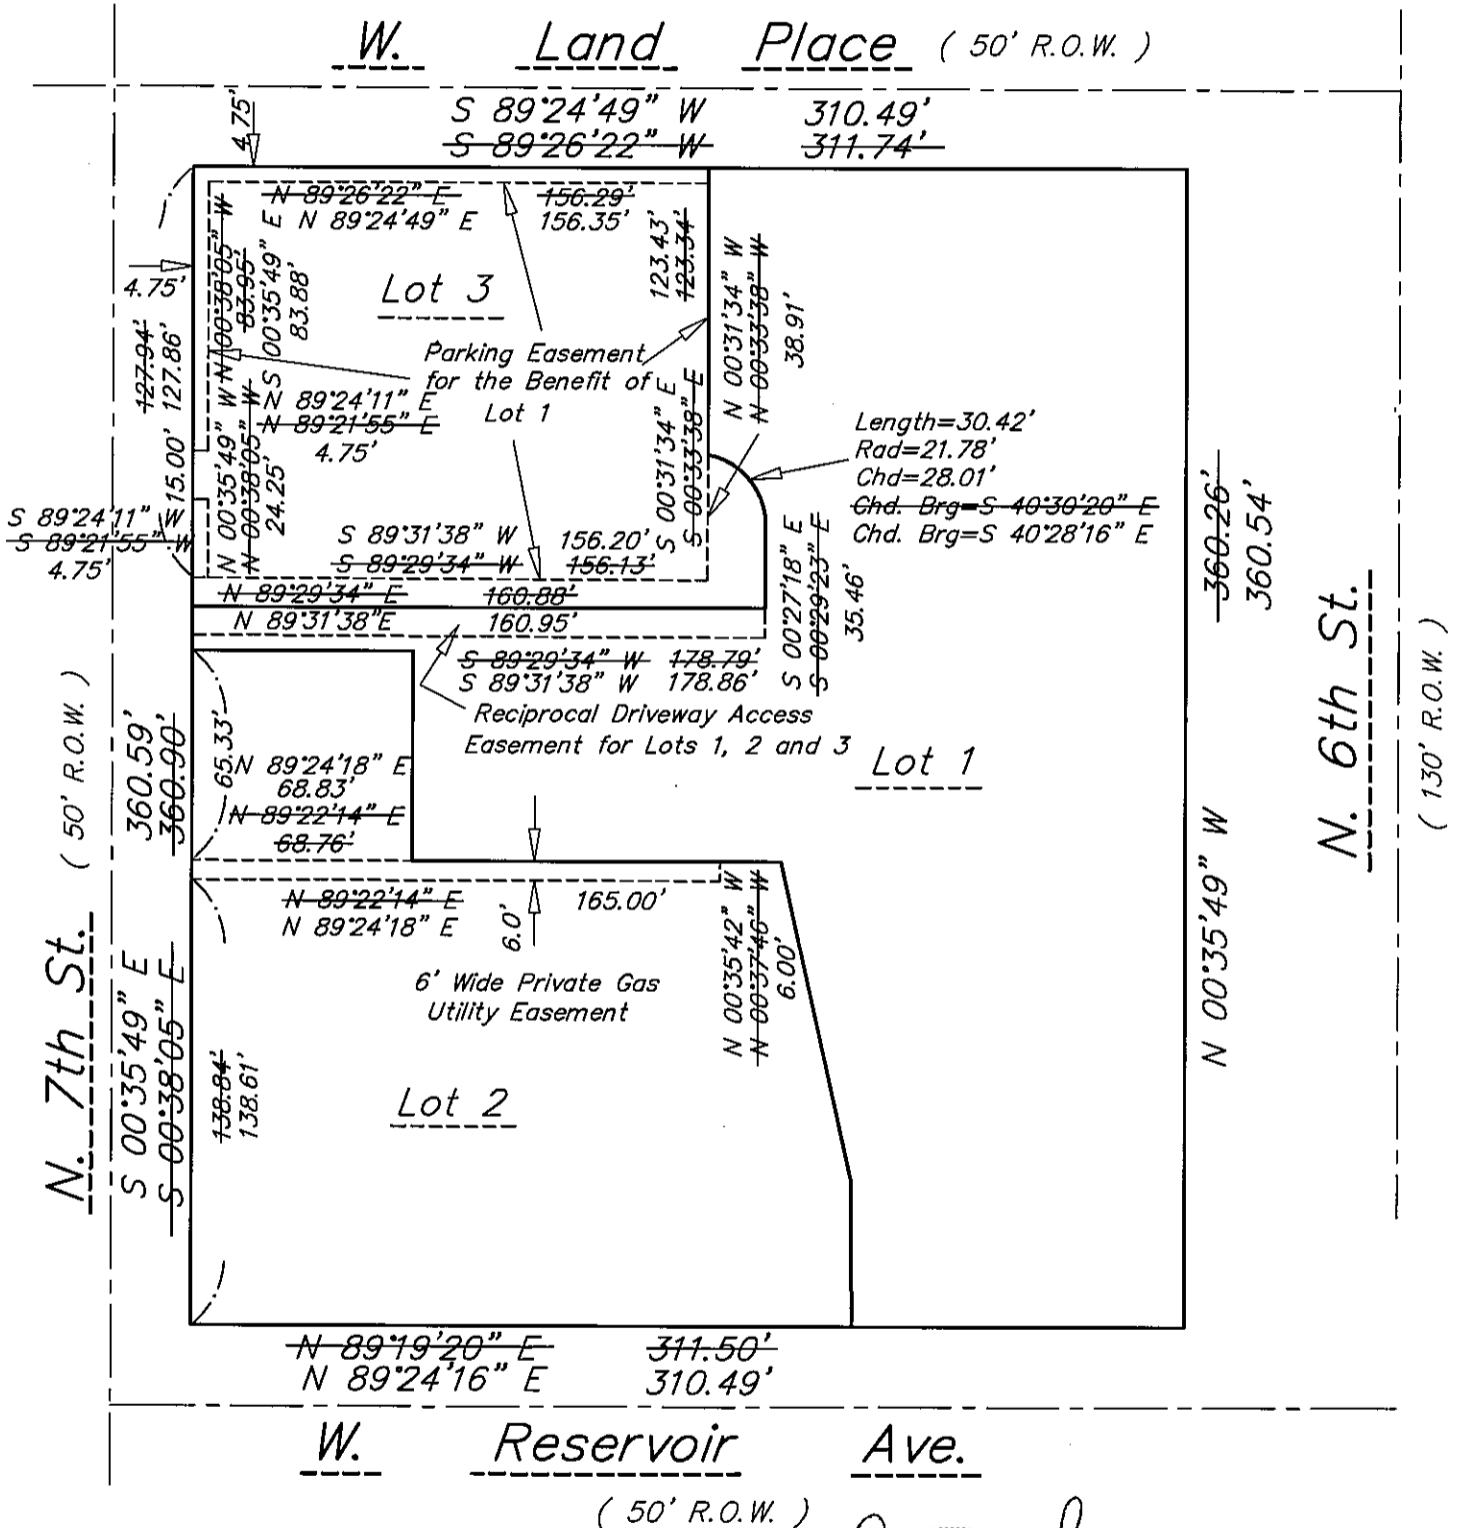 W. Land Place ( 50' R.O.W. )
S 89°24'49" W 310.49'
S 89°26'22" W 311.74'
4.75'
N 89°26'22" E 156.29'
N 89°24'49" E 156.35'
N 00°38'05" W
83.95'
S 00°35'49" E
83.88'
Lot 3
123.43'
123.34'
N 00°31'34" W
N 00°33'38" W
38.91'
4.75'
127.94'
127.86'
Parking Easement
for the Benefit of
Lot 1
N 89°24'11" E
N 89°21'55" E
4.75'
15.00'
N 00°35'49" W
N 00°38'05" W
24.25'
S 00°31'34" E
S 00°33'38" E
Length=30.42'
Rad=21.78'
Chd=28.01'
Chd. Brg=S 40°30'20" E
Chd. Brg=S 40°28'16" E
S 89°24'11" W
S 89°21'55" W
4.75'
S 89°31'38" W 156.20'
S 89°29'34" W 156.13'
N 89°29'34" E 160.88'
N 89°31'38"E 160.95'
S 00°27'18" E
S 00°29'23" E
35.46'
360.26'
360.54'
S 89°29'34" W 178.79'
S 89°31'38" W 178.86'
Reciprocal Driveway Access
Easement for Lots 1, 2 and 3
Lot 1
65.33'
N 89°24'18" E
68.83'
N 89°22'14" E
68.76'
N. 6th St.
( 130' R.O.W. )
N 00°35'49" W
( 50' R.O.W. )
360.59'
360.90'
N 89°22'14" E 165.00'
N 89°24'18" E
6.0'
N 00°35'42" W
N 00°37'46" W
6.00'
6' Wide Private Gas
Utility Easement
N. 7th St.
S 00°35'49" E
S 00°38'05" E
138.84'
138.61'
Lot 2
N 89°19'20" E 311.50'
N 89°24'16" E 310.49'
W. Reservoir Ave.
( 50' R.O.W. )